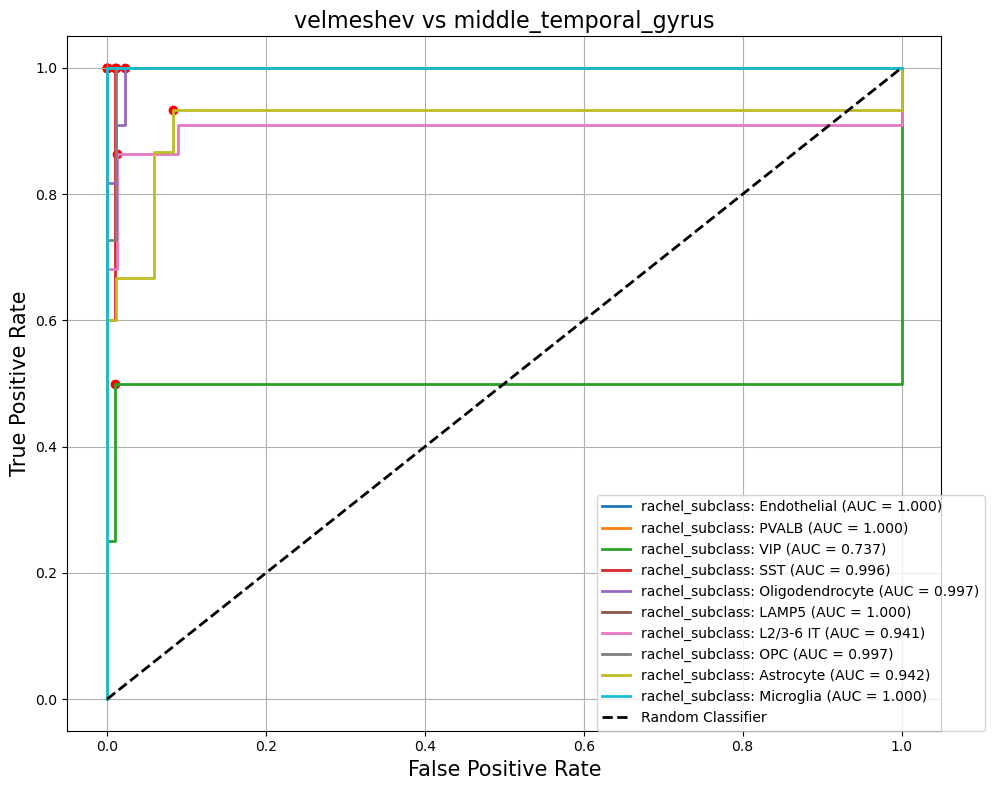 velmeshev vs middle_temporal_gyrus
True Positive Rate
1.0
0.8
0.6
0.4
0.2
0.0
rachel_subclass: Endothelial (AUC = 1.000)
rachel_subclass: PVALB (AUC = 1.000)
rachel_subclass: VIP (AUC = 0.737)
rachel_subclass: SST (AUC = 0.996)
rachel_subclass: Oligodendrocyte (AUC = 0.997)
rachel_subclass: LAMP5 (AUC = 1.000)
rachel_subclass: L2/3-6 IT (AUC = 0.941)
rachel_subclass: OPC (AUC = 0.997)
rachel_subclass: Astrocyte (AUC = 0.942)
rachel_subclass: Microglia (AUC = 1.000)
Random Classifier
0.0 0.2 0.4 0.6 0.8 1.0
False Positive Rate